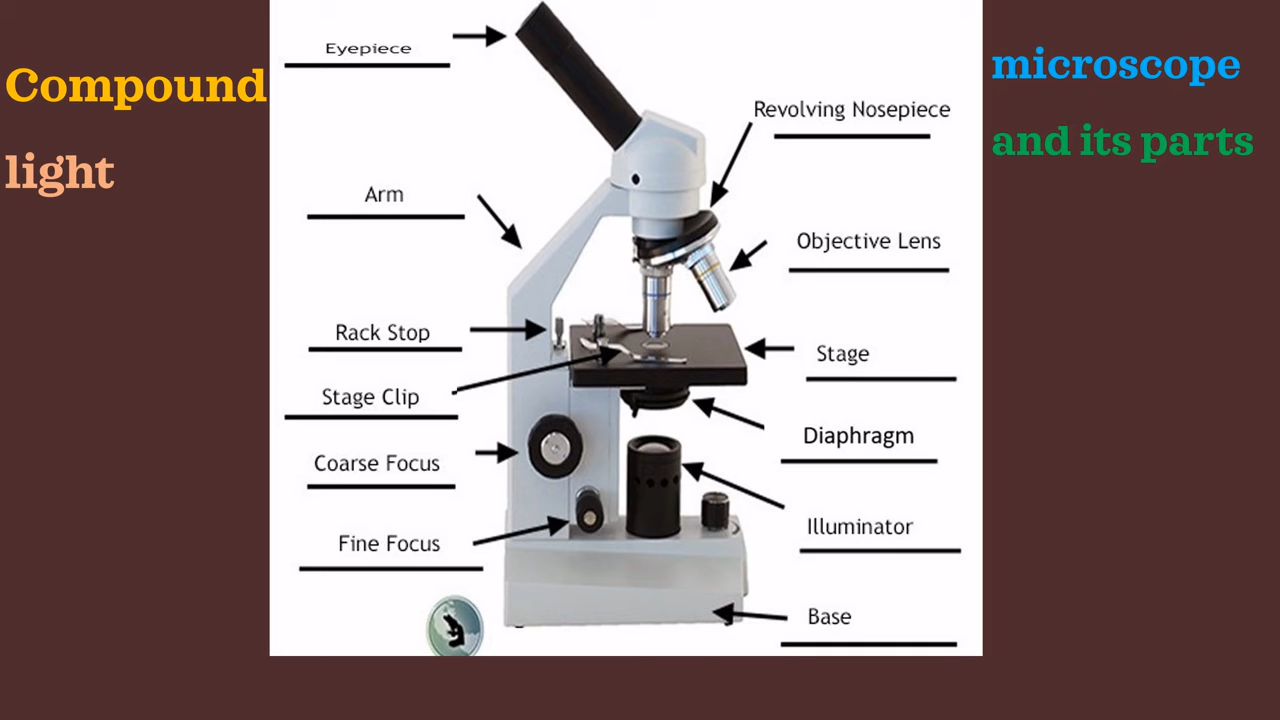 Compound
light
microscope
and its parts
Eyepiece
Arm
Rack Stop
Stage Clip
Coarse Focus
Fine Focus
Revolving Nosepiece
Objective Lens
Stage
Diaphragm
Illuminator
Base